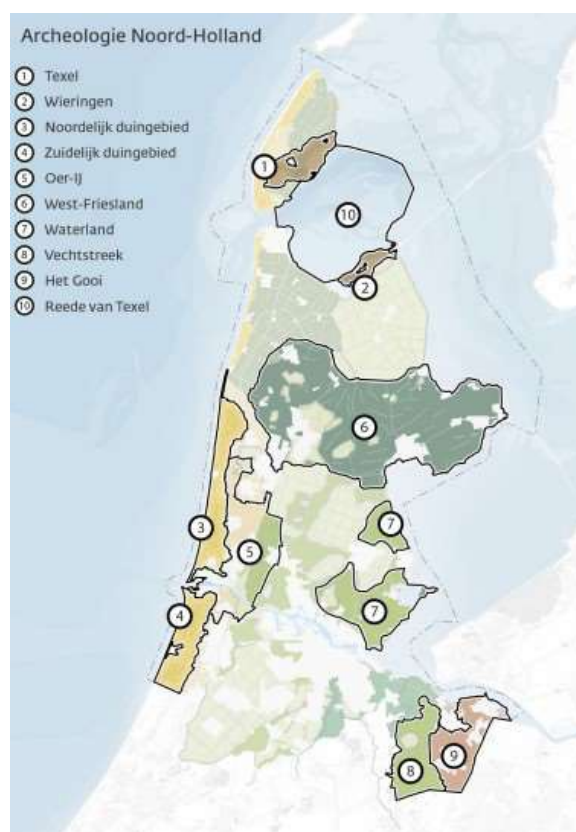 Archeologie Noord-Holland
1 Texel
2 Wieringen
3 Noordelijk duingebied
4 Zuidelijk duingebied
5 Oer-IJ
6 West-Friesland
7 Waterland
8 Vechtstreek
9 Het Gooi
10 Reede van Texel
1
10
2
6
3
7
5
7
4
9
8